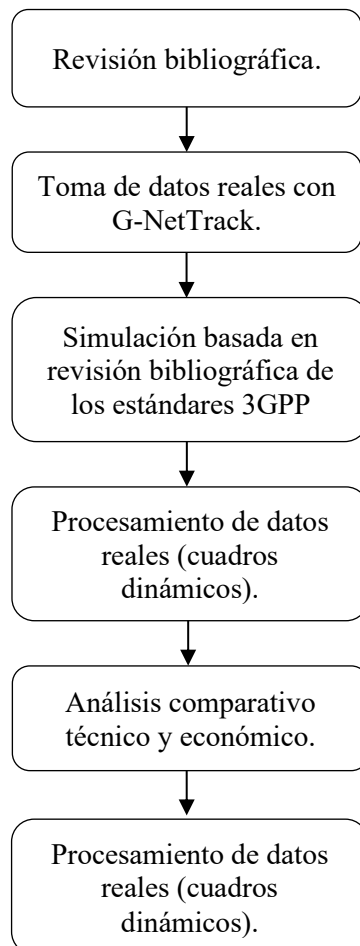 Revisión bibliográfica.
Toma de datos reales con
G-NetTrack.
Simulación basada en
revisión bibliográfica de
los estándares 3GPP
Procesamiento de datos
reales (cuadros
dinámicos).
Análisis comparativo
técnico y económico.
Procesamiento de datos
reales (cuadros
dinámicos).